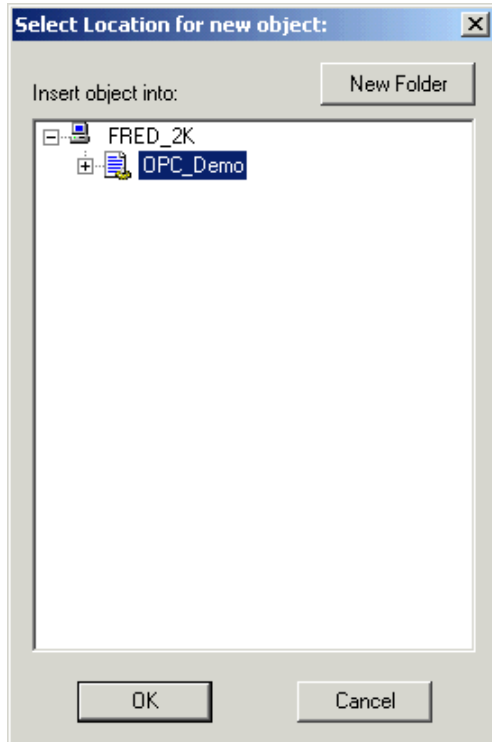 Select Location for new object:
New Folder
Insert object into:
FRED_2K
OPC_Demo
OK
Cancel